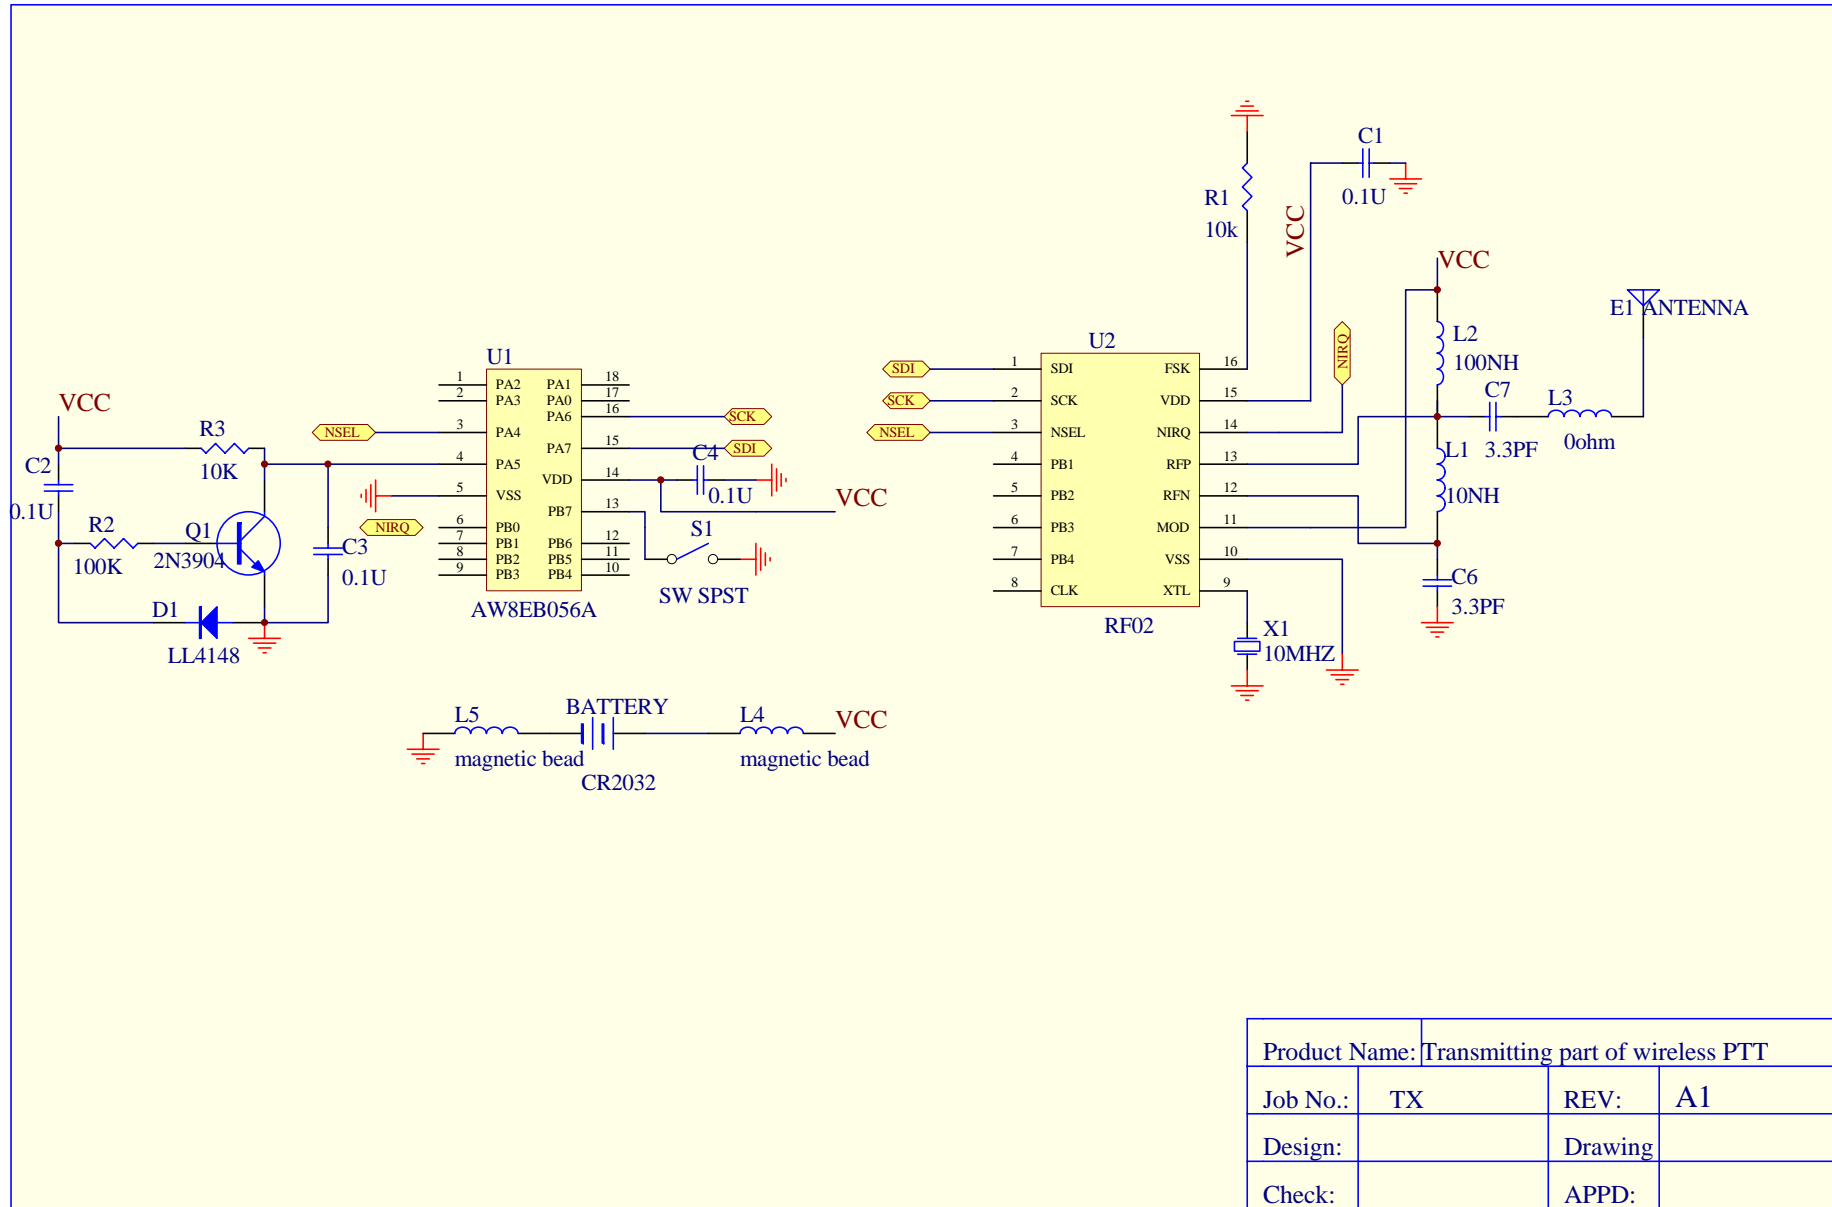 C1
0.1U
R1
10k
VCC
VCC
E1 ANTENNA
NIRQ
L2
100NH
C7
3.3PF
L3
0ohm
L1
10NH
C6
3.3PF
U2
SDI 1 SDI FSK 16
SCK 2 SCK VDD 15
NSEL 3 NSEL NIRQ 14
4 PB1 RFP 13
5 PB2 RFN 12
6 PB3 MOD 11
7 PB4 VSS 10
8 CLK XTL 9
RF02
X1
10MHZ
U1
1 PA2 PA1 18
2 PA3 PA0 17
PA6 16 SCK
NSEL 3 PA4
PA7 15 SDI
4 PA5
VDD 14
5 VSS
PB7 13
NIRQ 6 PB0
7 PB1 PB6 12
8 PB2 PB5 11
9 PB3 PB4 10
AW8EB056A
C4
0.1U
VCC
S1
SW SPST
VCC
R3
10K
C2
0.1U
R2
100K
Q1
2N3904
C3
0.1U
D1
LL4148
L5
magnetic bead
BATTERY
CR2032
L4
magnetic bead
VCC
Product Name: Transmitting part of wireless PTT
Job No.: TX REV: A1
Design: Drawing
Check: APPD: